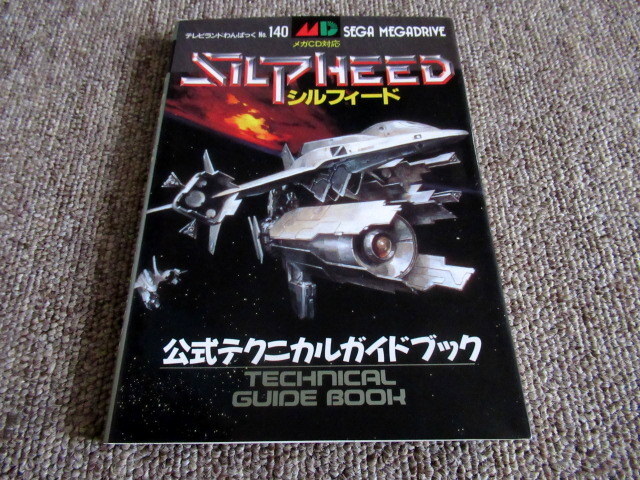 テレビランドわんぱっく No. 140 MD SEGA MEGADRIVE
メガCD対応
SILPHEED
シルフィード
公式テクニカルガイドブック
TECHNICAL
GUIDE BOOK